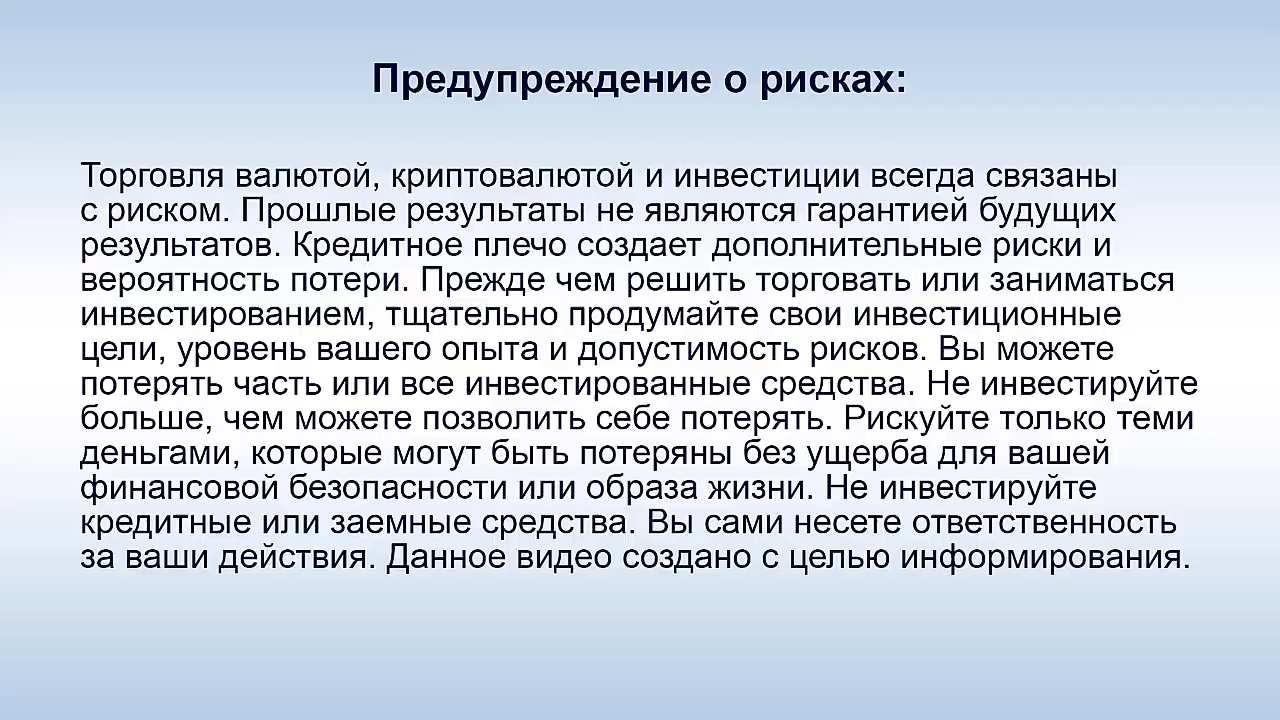 Предупреждение о рисках:
Торговля валютой, криптовалютой и инвестиции всегда связаны
с риском. Прошлые результаты не являются гарантией будущих
результатов. Кредитное плечо создает дополнительные риски и
вероятность потери. Прежде чем решить торговать или заниматься
инвестированием, тщательно продумайте свои инвестиционные
цели, уровень вашего опыта и допустимость рисков. Вы можете
потерять часть или все инвестированные средства. Не инвестируйте
больше, чем можете позволить себе потерять. Рискуйте только теми
деньгами, которые могут быть потеряны без ущерба для вашей
финансовой безопасности или образа жизни. Не инвестируйте
кредитные или заемные средства. Вы сами несете ответственность
за ваши действия. Данное видео создано с целью информирования.